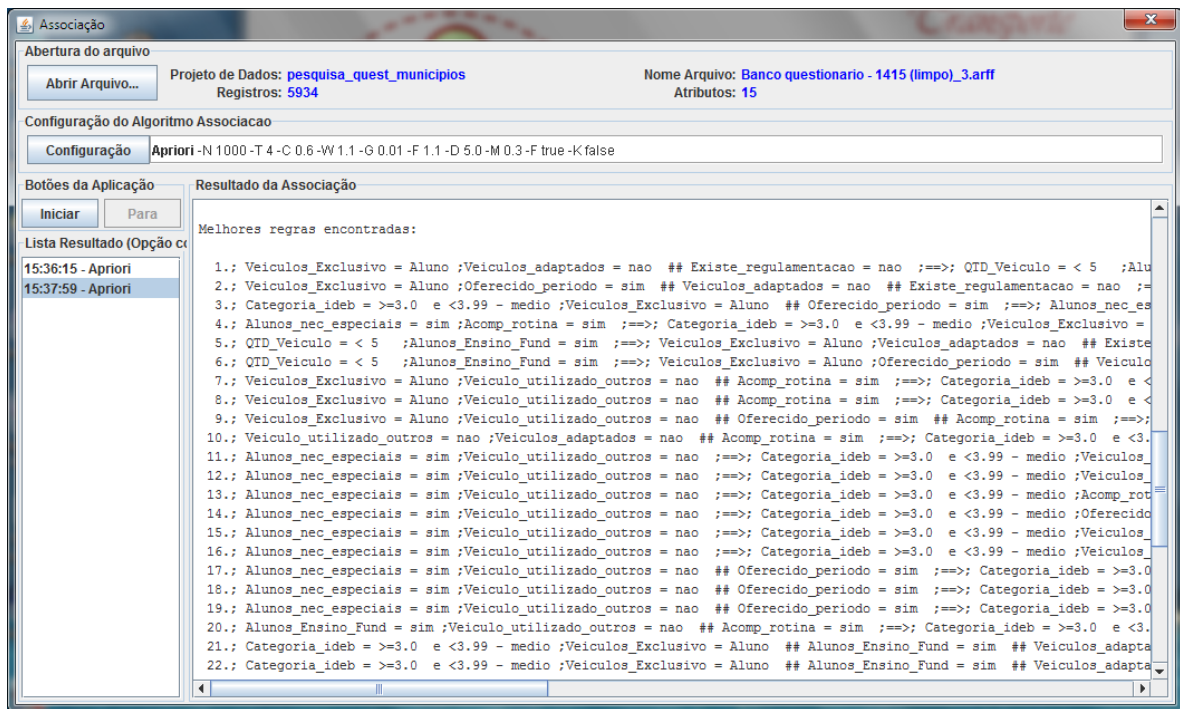 Associação
Abertura do arquivo
Abrir Arquivo...
Projeto de Dados: pesquisa_quest_municipios
Nome Arquivo: Banco questionario - 1415 (limpo)_3.arff
Registros: 5934
Atributos: 15
Configuração do Algoritmo Associacao
Configuração
Apriori -N 1000 -T 4 -C 0.6 -W 1.1 -G 0.01 -F 1.1 -D 5.0 -M 0.3 -F true -K false
Botões da Aplicação
Iniciar
Para
Lista Resultado (Opção co
15:36:15 - Apriori
15:37:59 - Apriori
Resultado da Associação
Melhores regras encontradas:
1.; Veiculos_Exclusivo = Aluno ;Veiculos_adaptados = nao ## Existe_regulamentacao = nao ;==>; QTD_Veiculo = < 5 ;Alu
2.; Veiculos_Exclusivo = Aluno ;Oferecido_periodo = sim ## Veiculos_adaptados = nao ## Existe_regulamentacao = nao ;=
3.; Categoria_ideb = >=3.0 e <3.99 - medio ;Veiculos_Exclusivo = Aluno ## Oferecido_periodo = sim ;==>; Alunos_nec_es
4.; Alunos_nec_especiais = sim ;Acomp_rotina = sim ;==>; Categoria_ideb = >=3.0 e <3.99 - medio ;Veiculos_Exclusivo =
5.; QTD_Veiculo = < 5 ;Alunos_Ensino_Fund = sim ;==>; Veiculos_Exclusivo = Aluno ;Veiculos_adaptados = nao ## Existe
6.; QTD_Veiculo = < 5 ;Alunos_Ensino_Fund = sim ;==>; Veiculos_Exclusivo = Aluno ;Oferecido_periodo = sim ## Veiculo
7.; Veiculos_Exclusivo = Aluno ;Veiculo_utilizado_outros = nao ## Acomp_rotina = sim ;==>; Categoria_ideb = >=3.0 e <
8.; Veiculos_Exclusivo = Aluno ;Veiculo_utilizado_outros = nao ## Acomp_rotina = sim ;==>; Categoria_ideb = >=3.0 e <
9.; Veiculos_Exclusivo = Aluno ;Veiculo_utilizado_outros = nao ## Oferecido_periodo = sim ## Acomp_rotina = sim ;==>;
10.; Veiculo_utilizado_outros = nao ;Veiculos_adaptados = nao ## Acomp_rotina = sim ;==>; Categoria_ideb = >=3.0 e <3.
11.; Alunos_nec_especiais = sim ;Veiculo_utilizado_outros = nao ;==>; Categoria_ideb = >=3.0 e <3.99 - medio ;Veiculos_
12.; Alunos_nec_especiais = sim ;Veiculo_utilizado_outros = nao ;==>; Categoria_ideb = >=3.0 e <3.99 - medio ;Veiculos_
13.; Alunos_nec_especiais = sim ;Veiculo_utilizado_outros = nao ;==>; Categoria_ideb = >=3.0 e <3.99 - medio ;Acomp_rot
14.; Alunos_nec_especiais = sim ;Veiculo_utilizado_outros = nao ;==>; Categoria_ideb = >=3.0 e <3.99 - medio ;Oferecido
15.; Alunos_nec_especiais = sim ;Veiculo_utilizado_outros = nao ;==>; Categoria_ideb = >=3.0 e <3.99 - medio ;Veiculos_
16.; Alunos_nec_especiais = sim ;Veiculo_utilizado_outros = nao ;==>; Categoria_ideb = >=3.0 e <3.99 - medio ;Veiculos_
17.; Alunos_nec_especiais = sim ;Veiculo_utilizado_outros = nao ## Oferecido_periodo = sim ;==>; Categoria_ideb = >=3.0
18.; Alunos_nec_especiais = sim ;Veiculo_utilizado_outros = nao ## Oferecido_periodo = sim ;==>; Categoria_ideb = >=3.0
19.; Alunos_nec_especiais = sim ;Veiculo_utilizado_outros = nao ## Oferecido_periodo = sim ;==>; Categoria_ideb = >=3.0
20.; Alunos_Ensino_Fund = sim ;Veiculo_utilizado_outros = nao ## Acomp_rotina = sim ;==>; Categoria_ideb = >=3.0 e <3.
21.; Categoria_ideb = >=3.0 e <3.99 - medio ;Veiculos_Exclusivo = Aluno ## Alunos_Ensino_Fund = sim ## Veiculos_adapta
22.; Categoria_ideb = >=3.0 e <3.99 - medio ;Veiculos_Exclusivo = Aluno ## Alunos_Ensino_Fund = sim ## Veiculos_adapta